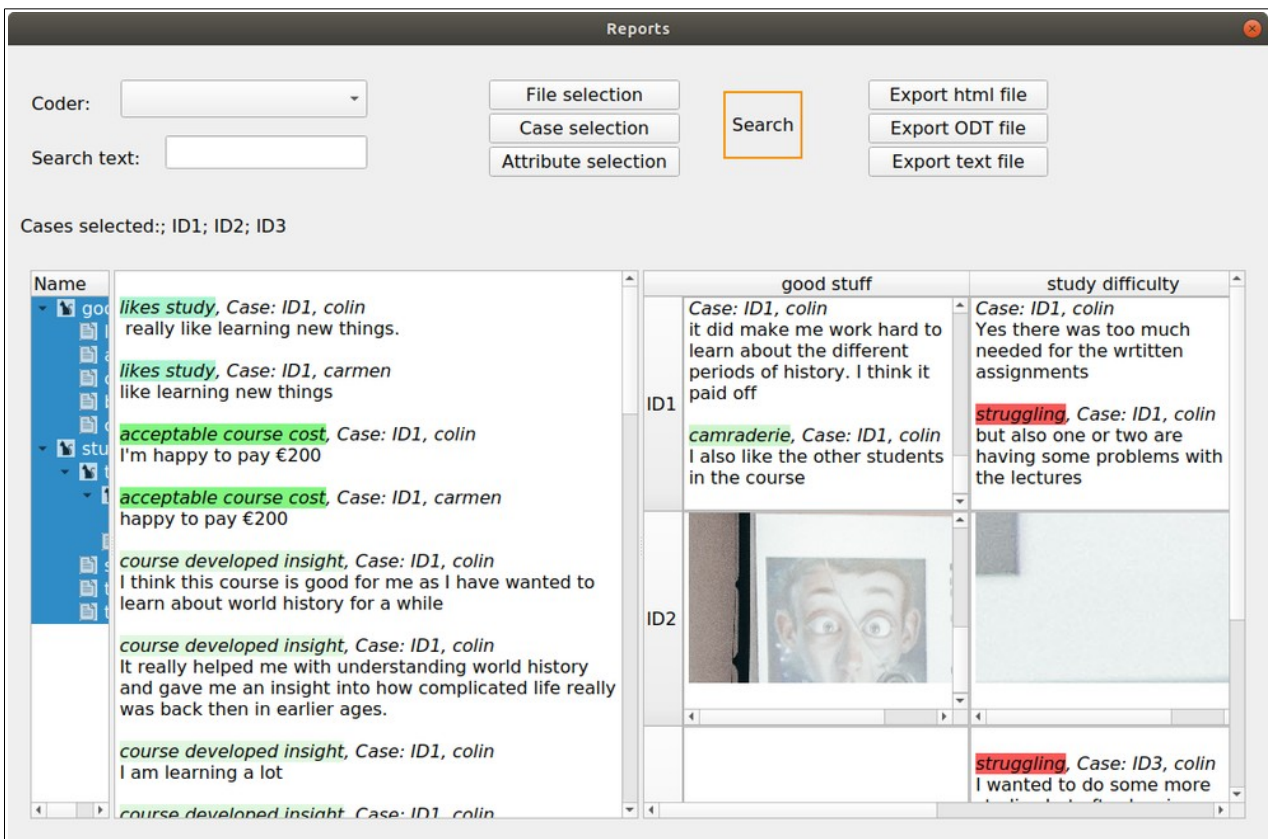 Reports
Coder:
File selection
Case selection
Attribute selection
Search
Export html file
Export ODT file
Export text file
Search text:
Cases selected:; ID1; ID2; ID3
Name
likes study, Case: ID1, colin
really like learning new things.
likes study, Case: ID1, carmen
like learning new things
acceptable course cost, Case: ID1, colin
I'm happy to pay €200
acceptable course cost, Case: ID1, carmen
happy to pay €200
course developed insight, Case: ID1, colin
I think this course is good for me as I have wanted to
learn about world history for a while
course developed insight, Case: ID1, colin
It really helped me with understanding world history
and gave me an insight into how complicated life really
was back then in earlier ages.
course developed insight, Case: ID1, colin
I am learning a lot
course developed insight, Case: ID1, colin
good stuff
study difficulty
ID1
Case: ID1, colin
it did make me work hard to
learn about the different
periods of history. I think it
paid off
camraderie, Case: ID1, colin
I also like the other students
in the course
Case: ID1, colin
Yes there was too much
needed for the wrtitten
assignments
struggling, Case: ID1, colin
but also one or two are
having some problems with
the lectures
ID2
struggling, Case: ID3, colin
I wanted to do some more